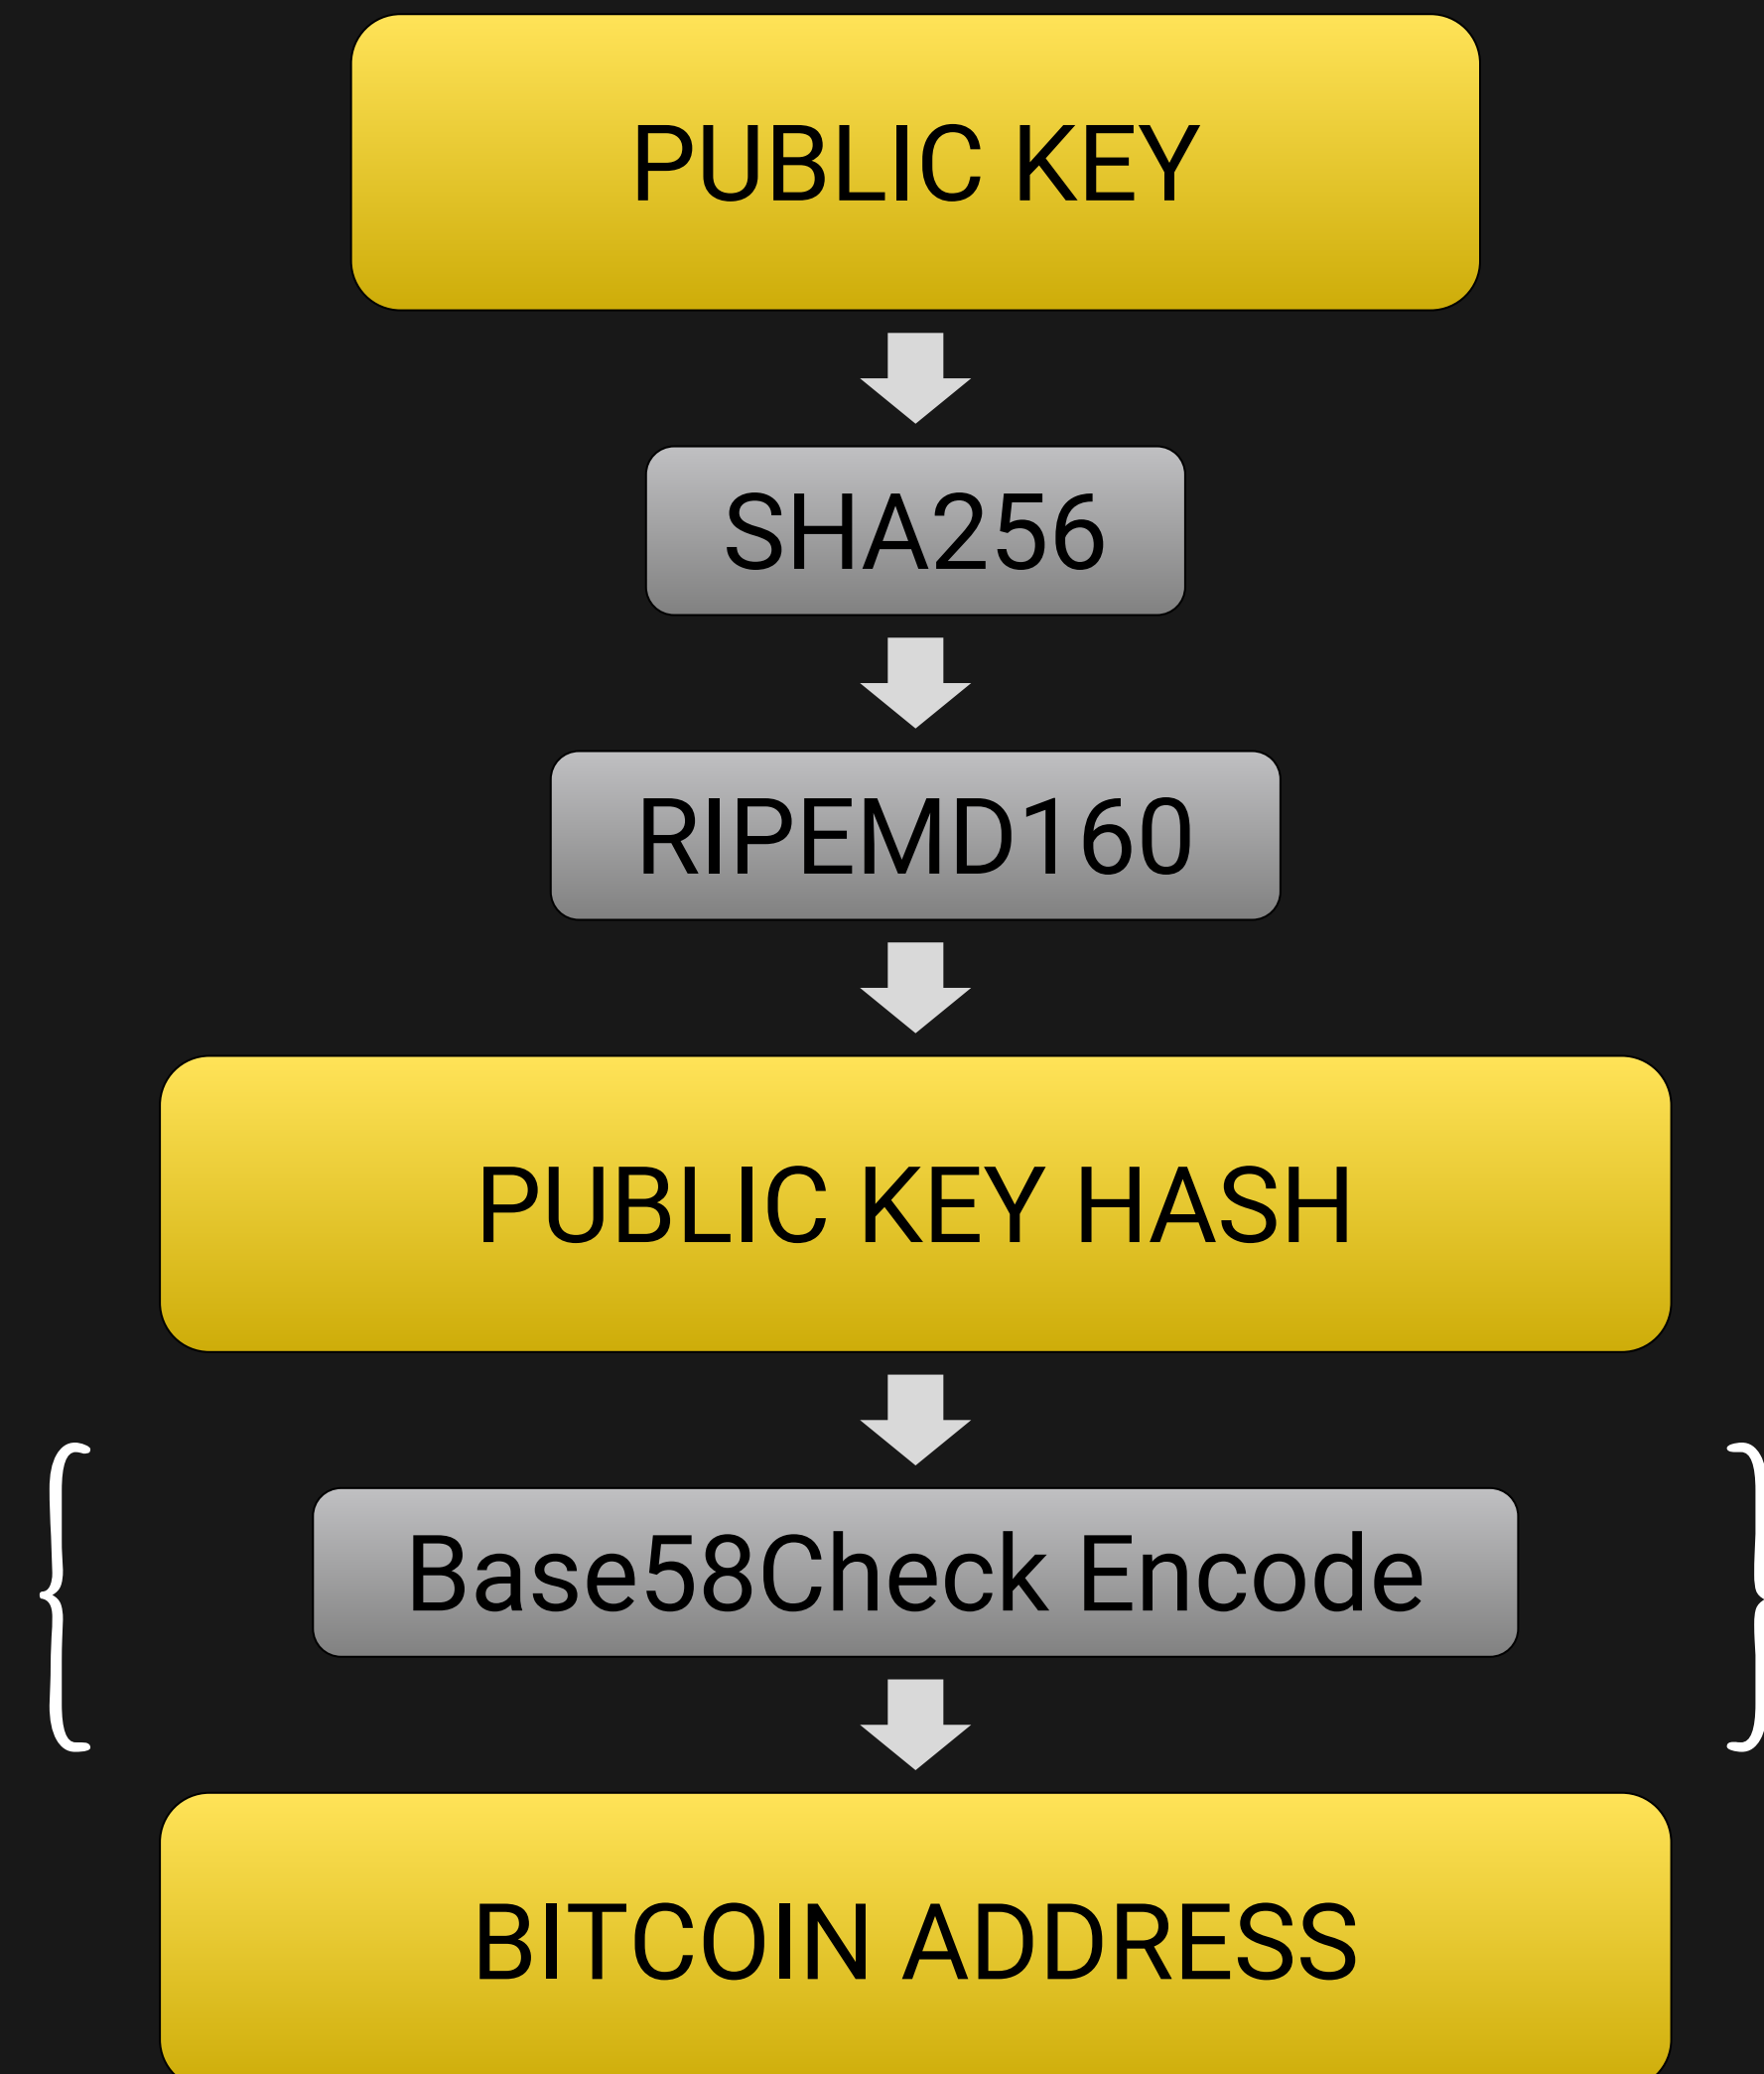 PUBLIC KEY
SHA256
RIPEMD160
PUBLIC KEY HASH
Base58Check Encode
BITCOIN ADDRESS